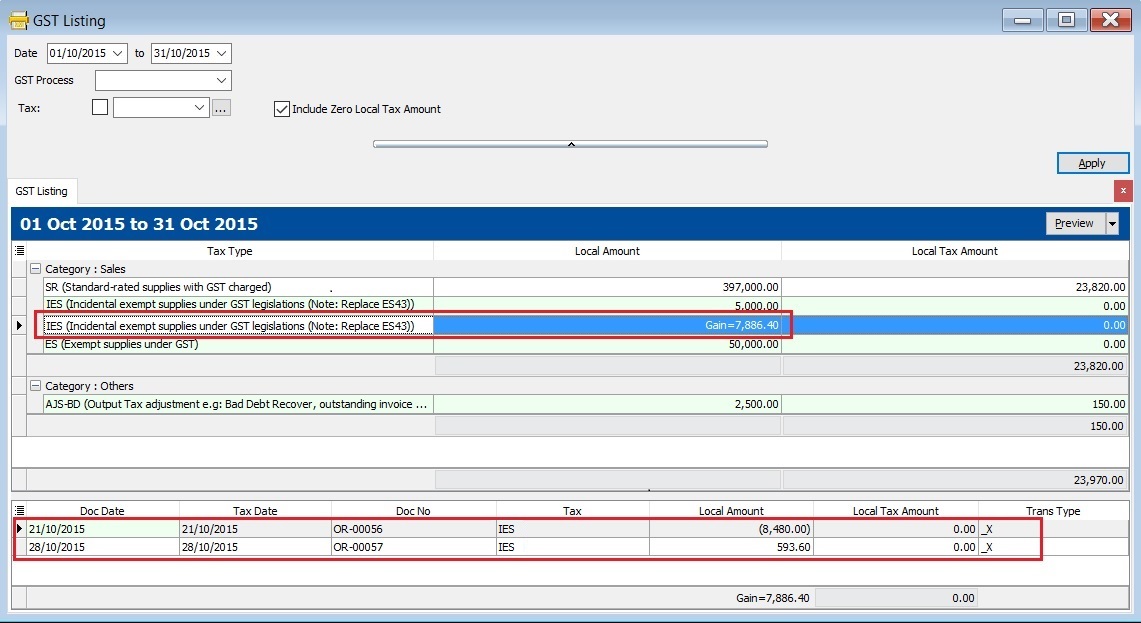 GST Listing
Date 01/10/2015 to 31/10/2015
GST Process
Tax: ... Include Zero Local Tax Amount
Apply
GST Listing x
01 Oct 2015 to 31 Oct 2015 Preview
Tax Type Local Amount Local Tax Amount
Category : Sales
SR (Standard-rated supplies with GST charged) 397,000.00 23,820.00
IES (Incidental exempt supplies under GST legislations (Note: Replace ES43)) 5,000.00 0.00
IES (Incidental exempt supplies under GST legislations (Note: Replace ES43)) Gain=7,886.40 0.00
ES (Exempt supplies under GST) 50,000.00 0.00
23,820.00
Category : Others
AJS-BD (Output Tax adjustment e.g: Bad Debt Recover, outstanding invoice ... 2,500.00 150.00
150.00
23,970.00
Doc Date Tax Date Doc No Tax Local Amount Local Tax Amount Trans Type
21/10/2015 21/10/2015 OR-00056 IES (8,480.00) 0.00 _X
28/10/2015 28/10/2015 OR-00057 IES 593.60 0.00 _X
Gain=7,886.40 0.00